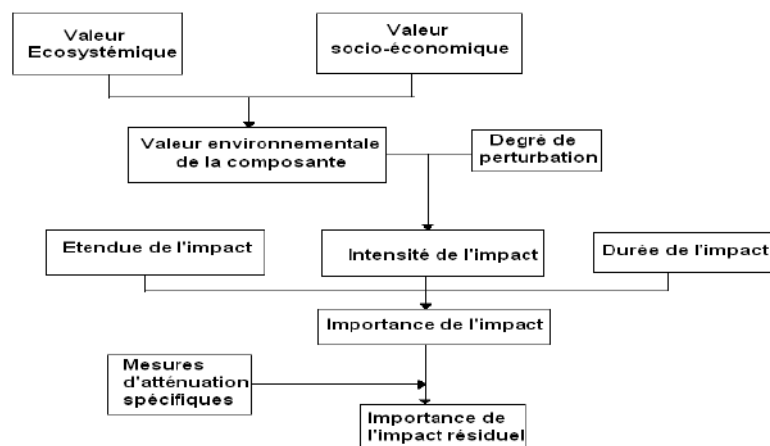 Valeur
Ecosystémique
Valeur
socio-économique
Valeur environnementale
de la composante
Degré de
perturbation
Etendue de l'impact
Intensité de l'impact
Durée de l'impact
Importance de l'impact
Mesures
d'atténuation
spécifiques
Importance de
l'impact résiduel